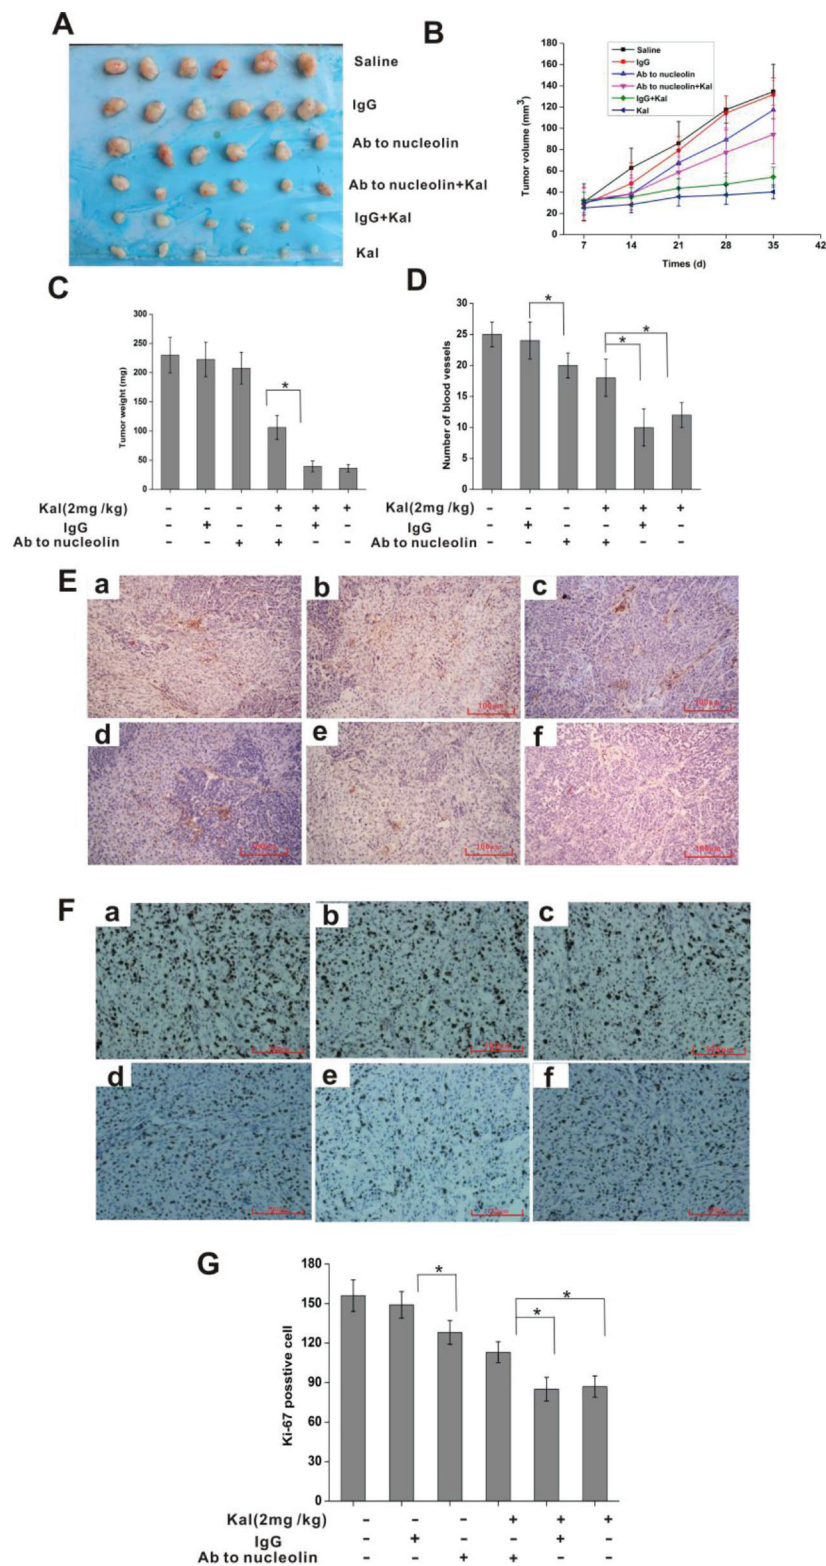 A
Saline
IgG
Ab to nucleolin
Ab to nucleolin+Kal
IgG+Kal
Kal
B
Tumor volume (mm3)
180
160
140
120
100
80
60
40
20
0
Saline
IgG
Ab to nucleolin
Ab to nucleolin+Kal
IgG+Kal
Kal
7 14 21 28 35 42
Times (d)
C
Tumor weight (mg)
300
250
200
150
100
50
0
*
Kal(2mg/kg) - - - + + +
IgG - + - - + -
Ab to nucleolin - - + + - -
D
Number of blood vessels
30
25
20
15
10
5
0
* * *
Kal(2mg/kg) - - - + + +
IgG - + - - + -
Ab to nucleolin - - + + - -
E
a b c
100μm 100μm
d e f
100μm 100μm 100μm
F
a b c
d e f
G
Ki-67 posstive cell
180
150
120
90
60
30
0
* * *
Kal(2mg/kg) - - - + + +
IgG - + - - + -
Ab to nucleolin - - + + - -